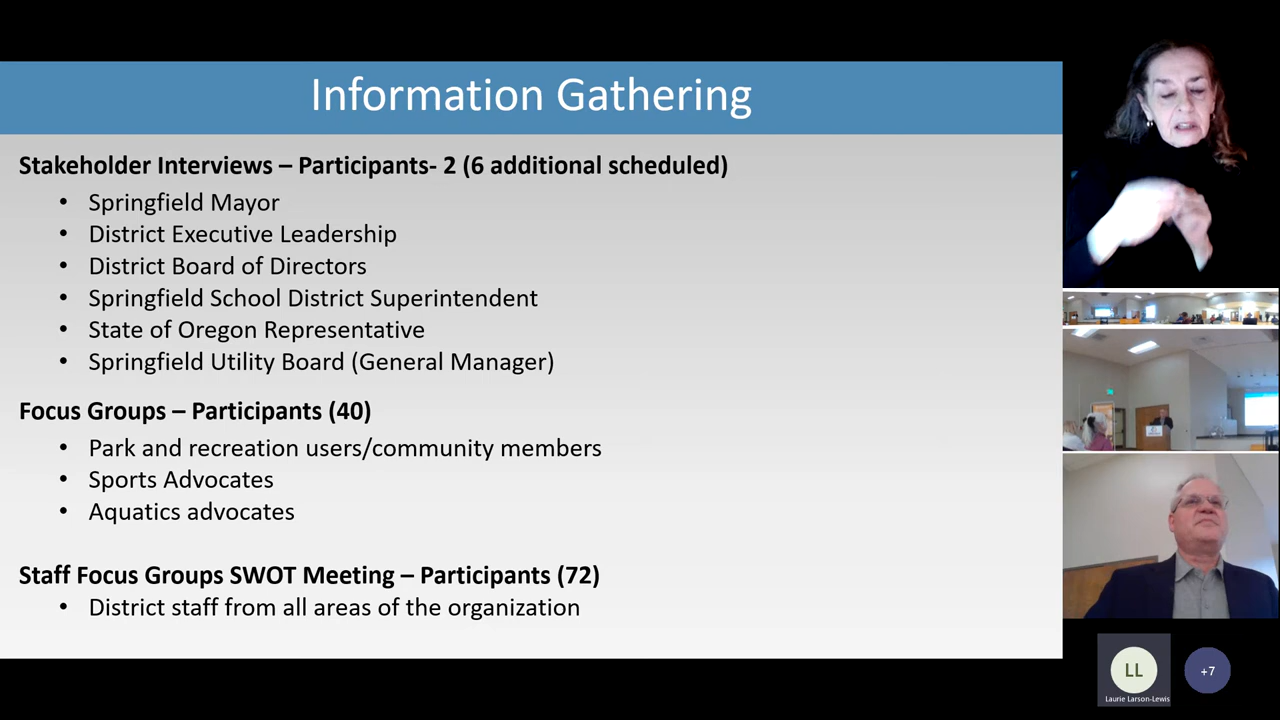 Information Gathering
Stakeholder Interviews – Participants- 2 (6 additional scheduled)
• Springfield Mayor
• District Executive Leadership
• District Board of Directors
• Springfield School District Superintendent
• State of Oregon Representative
• Springfield Utility Board (General Manager)
Focus Groups – Participants (40)
• Park and recreation users/community members
• Sports Advocates
• Aquatics advocates
Staff Focus Groups SWOT Meeting – Participants (72)
• District staff from all areas of the organization
LL
+7
Laurie Larson-Lewis